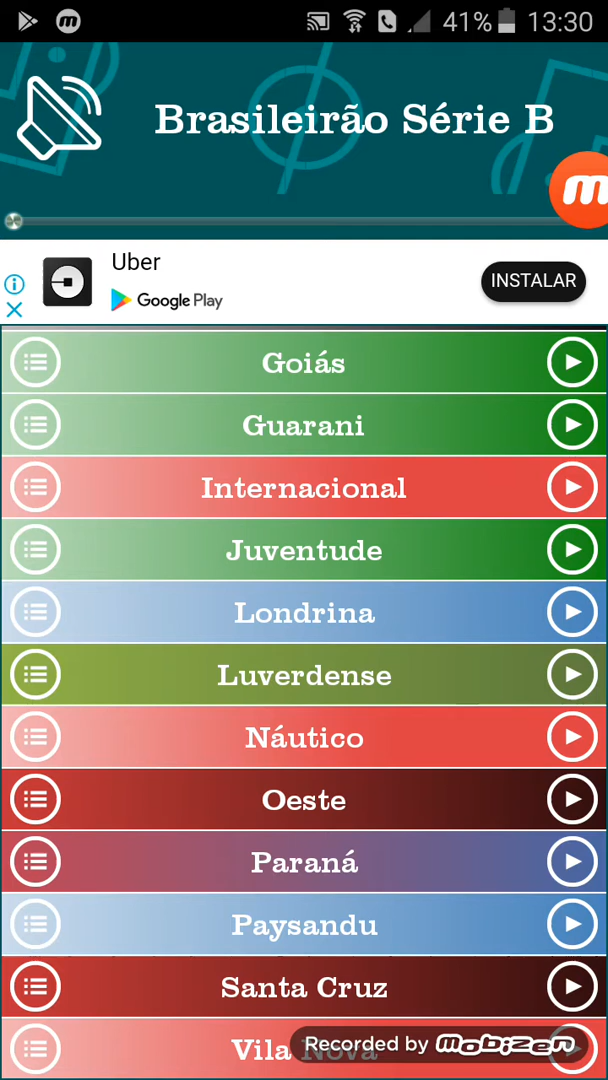 41% 13:30
Brasileirão Série B
Uber
Google Play
INSTALAR
Goiás
Guarani
Internacional
Juventude
Londrina
Luverdense
Náutico
Oeste
Paraná
Paysandu
Santa Cruz
Vila Nova
Recorded by Mobizen